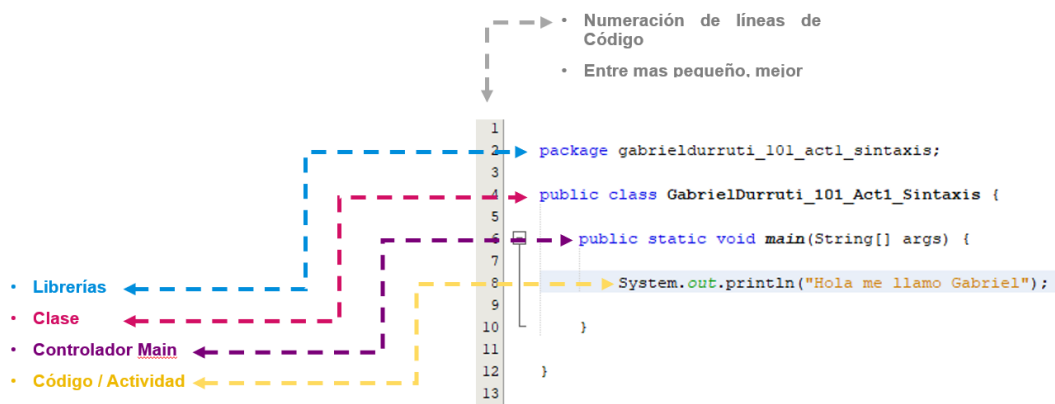 • Numeración de líneas de
Código
• Entre mas pequeño, mejor
1
2 package gabrieldurruti_101_act1_sintaxis;
3
4 public class GabrielDurruti_101_Act1_Sintaxis {
5
6 public static void main(String[] args) {
7
8 System.out.println("Hola me llamo Gabriel");
9
10 }
11
12 }
13
• Librerías
• Clase
• Controlador Main
• Código / Actividad